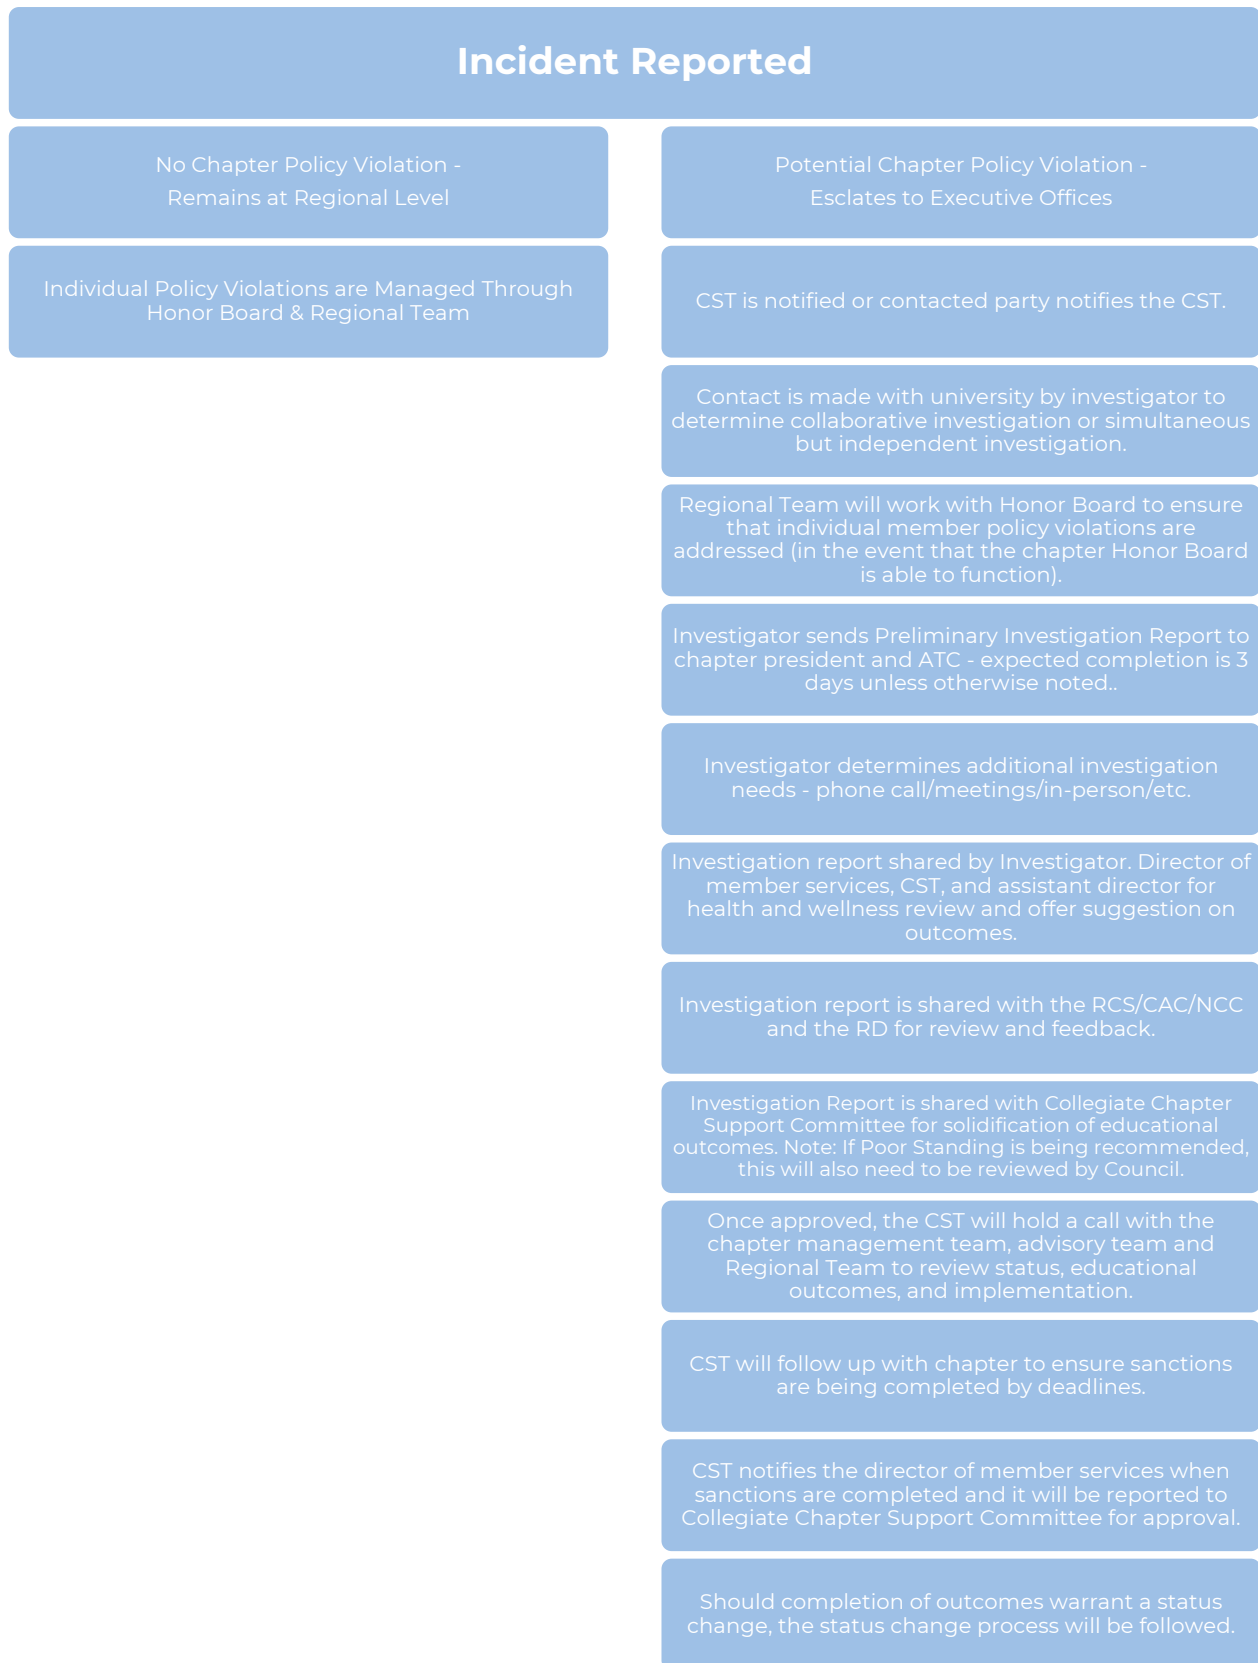 Incident Reported
No Chapter Policy Violation -
Remains at Regional Level
Individual Policy Violations are Managed Through
Honor Board & Regional Team
Potential Chapter Policy Violation -
Esclates to Executive Offices
CST is notified or contacted party notifies the CST.
Contact is made with university by investigator to
determine collaborative investigation or simultaneous
but independent investigation.
Regional Team will work with Honor Board to ensure
that individual member policy violations are
addressed (in the event that the chapter Honor Board
is able to function).
Investigator sends Preliminary Investigation Report to
chapter president and ATC - expected completion is 3
days unless otherwise noted..
Investigator determines additional investigation
needs - phone call/meetings/in-person/etc.
Investigation report shared by Investigator. Director of
member services, CST, and assistant director for
health and wellness review and offer suggestion on
outcomes.
Investigation report is shared with the RCS/CAC/NCC
and the RD for review and feedback.
Investigation Report is shared with Collegiate Chapter
Support Committee for solidification of educational
outcomes. Note: If Poor Standing is being recommended,
this will also need to be reviewed by Council.
Once approved, the CST will hold a call with the
chapter management team, advisory team and
Regional Team to review status, educational
outcomes, and implementation.
CST will follow up with chapter to ensure sanctions
are being completed by deadlines.
CST notifies the director of member services when
sanctions are completed and it will be reported to
Collegiate Chapter Support Committee for approval.
Should completion of outcomes warrant a status
change, the status change process will be followed.